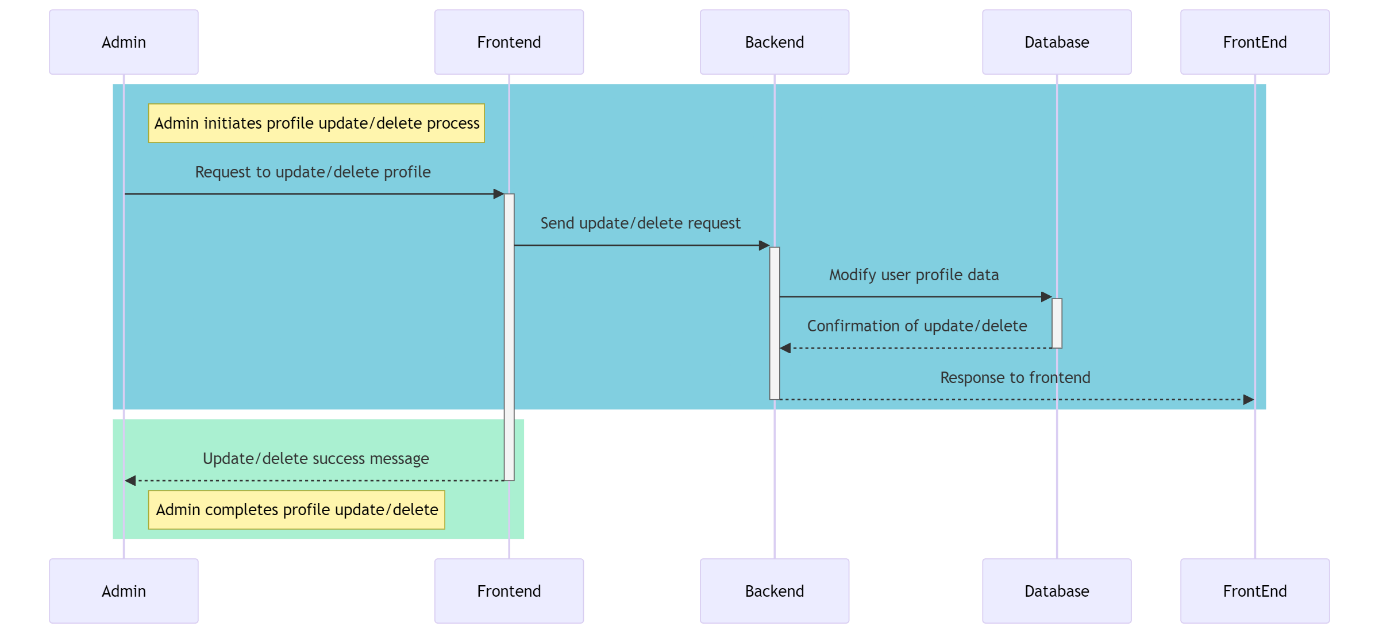 Admin
Frontend
Backend
Database
FrontEnd
Admin initiates profile update/delete process
Request to update/delete profile
Send update/delete request
Modify user profile data
Confirmation of update/delete
Response to frontend
Update/delete success message
Admin completes profile update/delete
Admin
Frontend
Backend
Database
FrontEnd